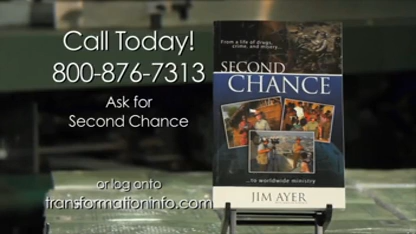 Call Today!
800-876-7313
Ask for
Second Chance
or log onto
transformationinfo.com
From a life of drugs,
crime, and misery...
SECOND
CHANCE
...to worldwide ministry
JIM AYER